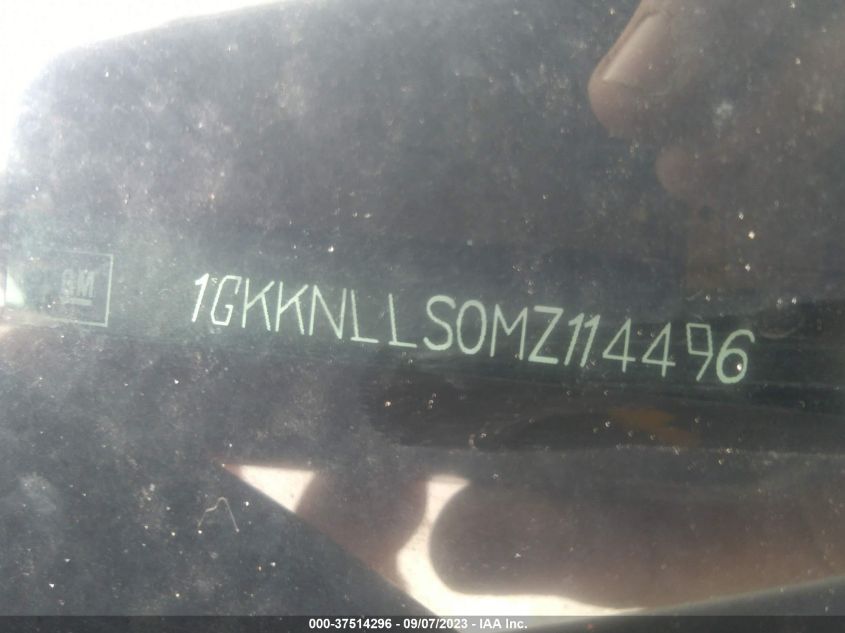 GM
1GKKNLLS0MZ114496
000-37514296 - 09/07/2023 - IAA Inc.